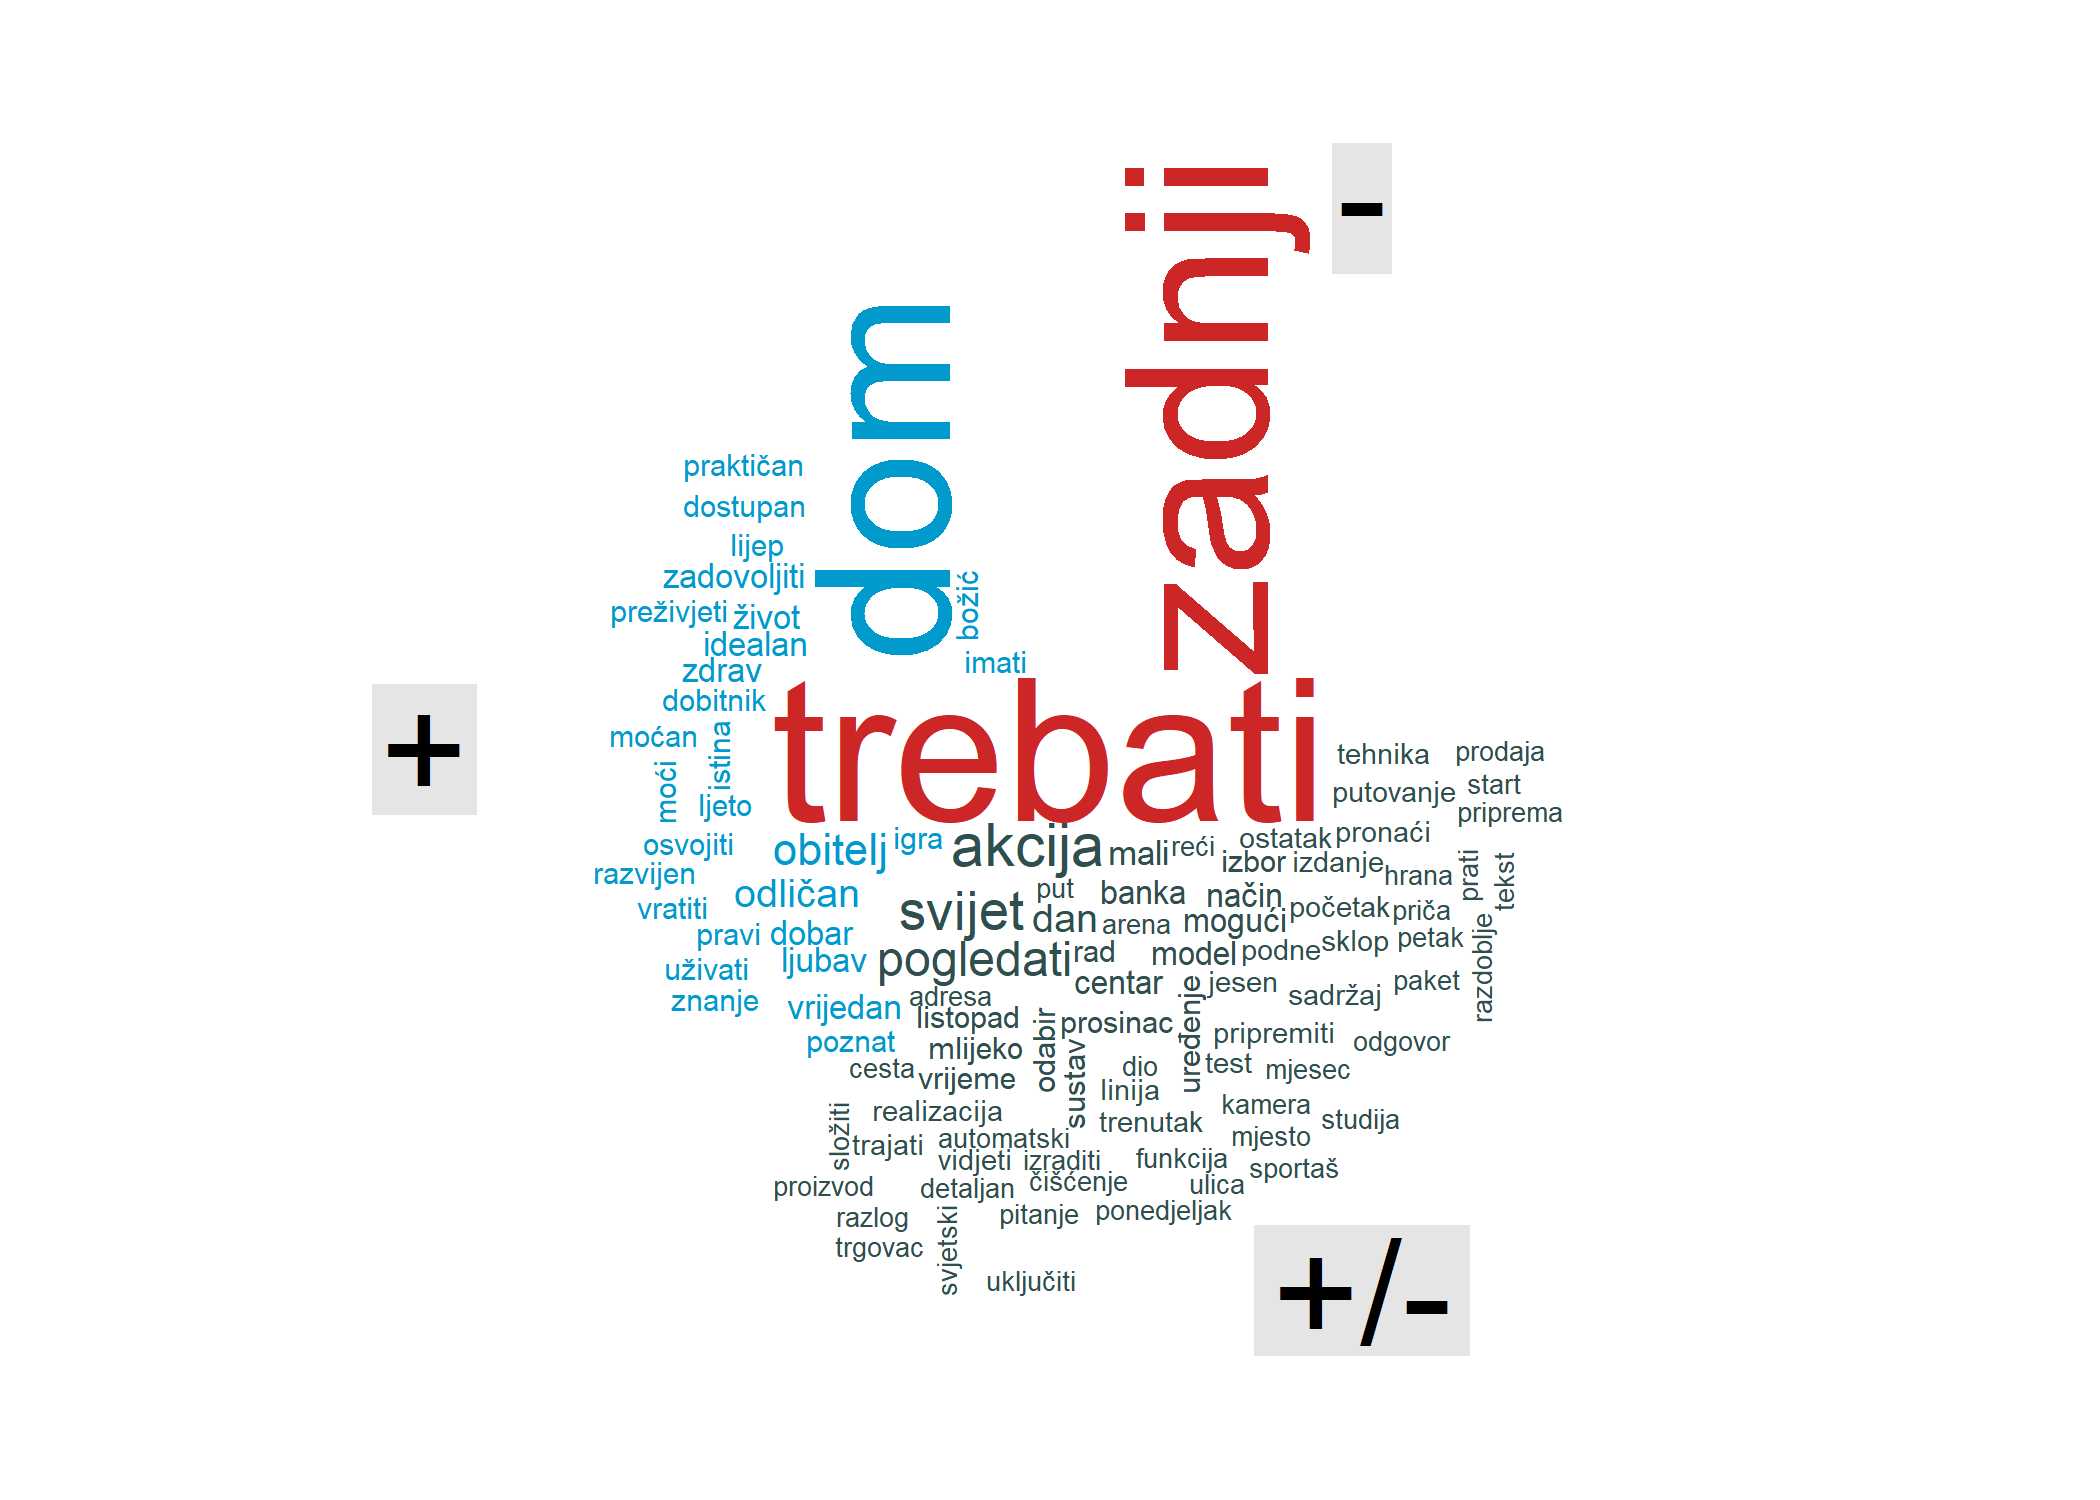 -
zadnji
dom
praktičan
dostupan
lijep
zadovoljiti
božić
preživjeti
život
idealan
imati
zdrav
dobitnik
+
trebati
moćan
istina
moći
ljeto
tehnika
prodaja
putovanje
start
priprema
osvojiti
obitelj
igra
akcija
mali
reći
ostatak
pronaći
izbor
izdanje
hrana
prati
tekst
razvijen
odličan
put
banka
način
vratiti
svijet
dan
arena
mogući
početak
priča
pravi
dobar
ljubav
pogledati
rad
model
podne
sklop
petak
razdoblje
uživati
centar
uređenje
jesen
sadržaj
paket
znanje
vrijedan
adresa
listopad
odabir
prosinac
pripremiti
odgovor
poznat
mlijeko
sustav
cesta
vrijeme
dio
test
mjesec
linija
složiti
realizacija
trenutak
kamera
studija
trajati
automatski
mjesto
vidjeti
izraditi
funkcija
sportaš
proizvod
detaljan
čišćenje
ulica
razlog
svjetski
pitanje
ponedjeljak
trgovac
uključiti
+/-